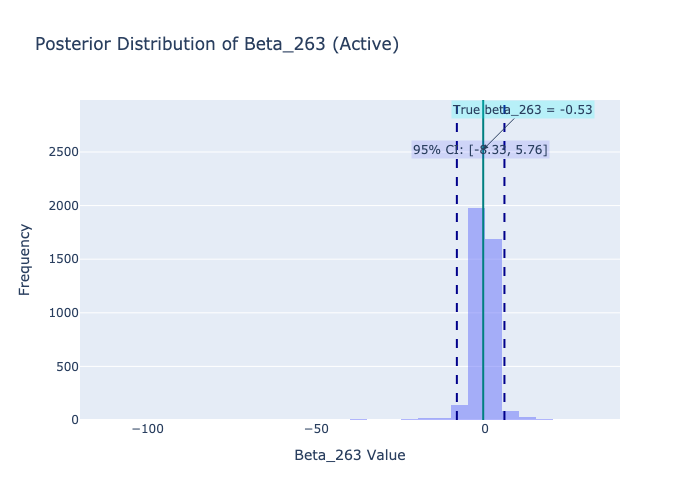 Posterior Distribution of Beta_263 (Active)
True beta_263 = -0.53
95% CI: [-8.33, 5.76]
2500
2000
1500
1000
500
0
Frequency
−100
−50
0
Beta_263 Value